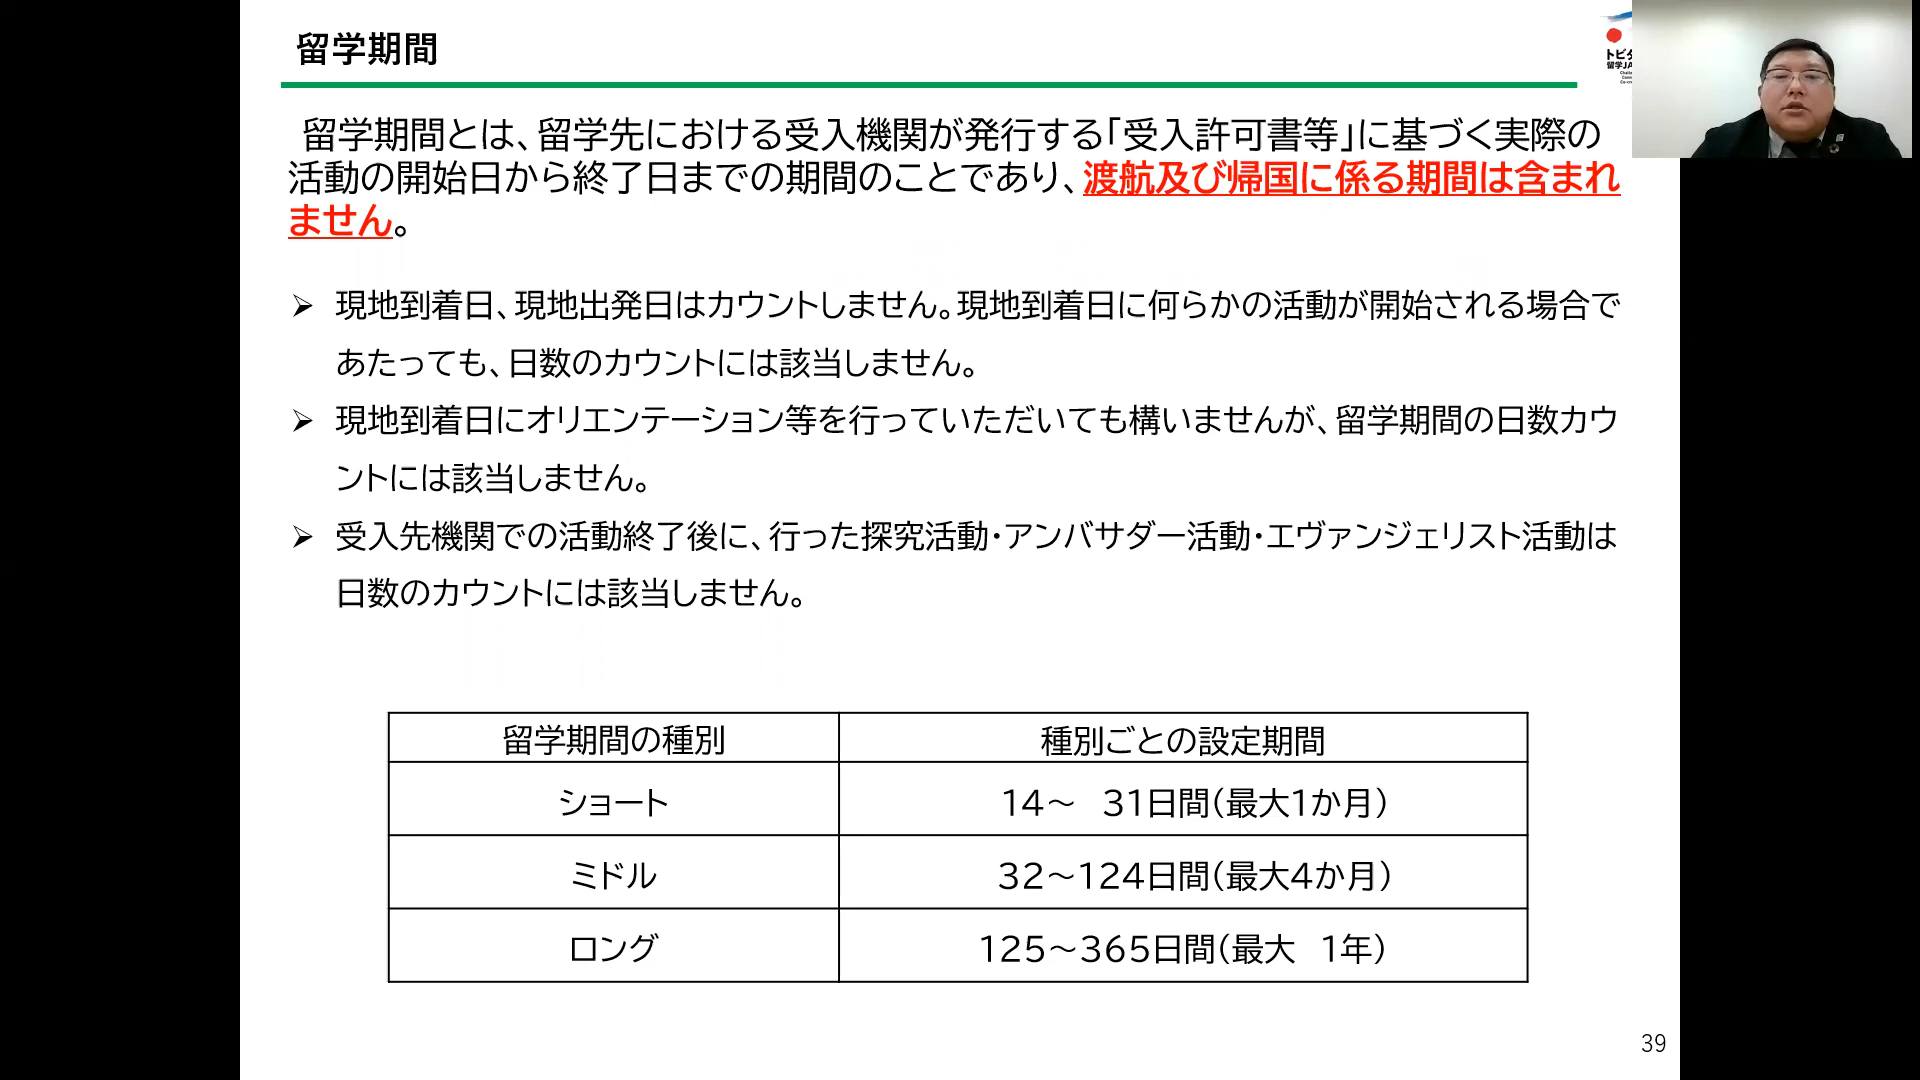 留学期間
トビタ
留学JA
留学期間とは、留学先における受入機関が発行する「受入許可書等」に基づく実際の
活動の開始日から終了日までの期間のことであり、渡航及び帰国に係る期間は含まれ
ません。
➢ 現地到着日、現地出発日はカウントしません。現地到着日に何らかの活動が開始される場合で
あたっても、日数のカウントには該当しません。
➢ 現地到着日にオリエンテーション等を行っていただいても構いませんが、留学期間の日数カウ
ントには該当しません。
➢ 受入先機関での活動終了後に、行った探究活動・アンバサダー活動・エヴァンジェリスト活動は
日数のカウントには該当しません。
留学期間の種別 種別ごとの設定期間
ショート 14～　31日間（最大1か月）
ミドル 32～124日間（最大4か月）
ロング 125～365日間（最大　1年）
39